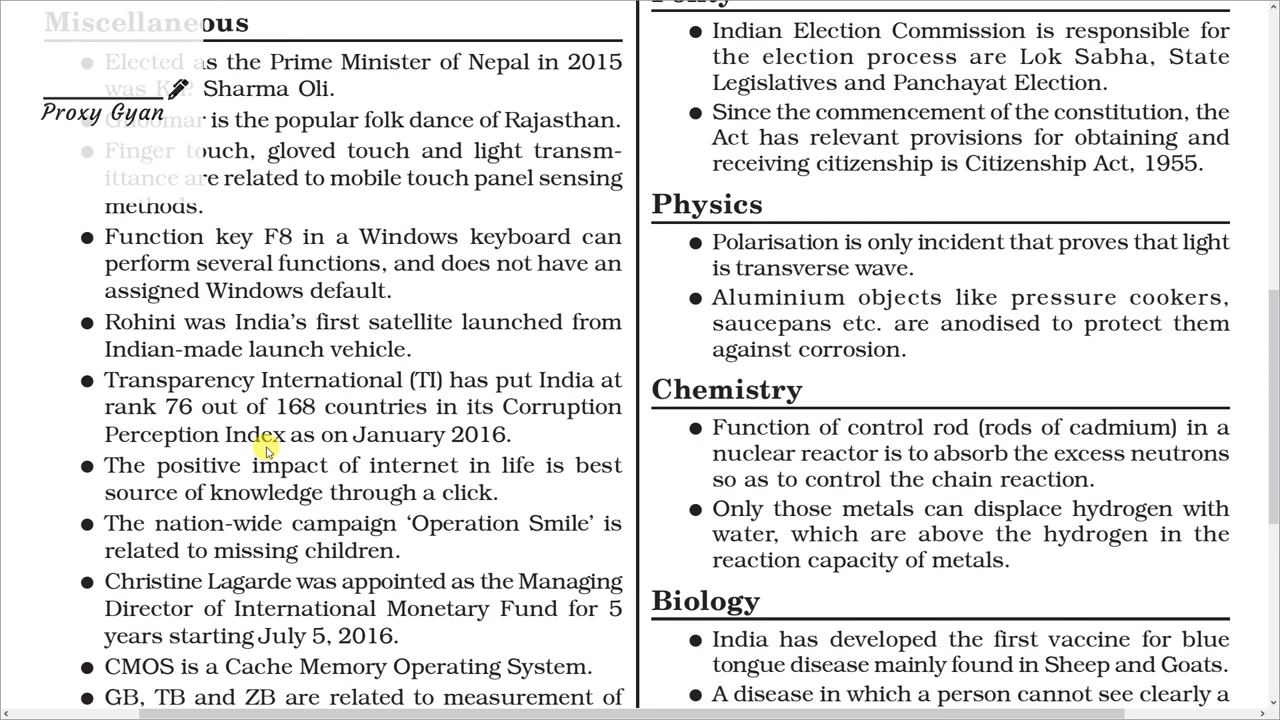 Miscellaneous
● Elected as the Prime Minister of Nepal in 2015
was Sharma Oli.
Proxy Gyan
● Ghoomar is the popular folk dance of Rajasthan.
● Finger touch, gloved touch and light transm-
ittance are related to mobile touch panel sensing
methods.
● Function key F8 in a Windows keyboard can
perform several functions, and does not have an
assigned Windows default.
● Rohini was India's first satellite launched from
Indian-made launch vehicle.
● Transparency International (TI) has put India at
rank 76 out of 168 countries in its Corruption
Perception Index as on January 2016.
● The positive impact of internet in life is best
source of knowledge through a click.
● The nation-wide campaign ‘Operation Smile’ is
related to missing children.
● Christine Lagarde was appointed as the Managing
Director of International Monetary Fund for 5
years starting July 5, 2016.
● CMOS is a Cache Memory Operating System.
● GB, TB and ZB are related to measurement of
● Indian Election Commission is responsible for
the election process are Lok Sabha, State
Legislatives and Panchayat Election.
● Since the commencement of the constitution, the
Act has relevant provisions for obtaining and
receiving citizenship is Citizenship Act, 1955.
Physics
● Polarisation is only incident that proves that light
is transverse wave.
● Aluminium objects like pressure cookers,
saucepans etc. are anodised to protect them
against corrosion.
Chemistry
● Function of control rod (rods of cadmium) in a
nuclear reactor is to absorb the excess neutrons
so as to control the chain reaction.
● Only those metals can displace hydrogen with
water, which are above the hydrogen in the
reaction capacity of metals.
Biology
● India has developed the first vaccine for blue
tongue disease mainly found in Sheep and Goats.
● A disease in which a person cannot see clearly a